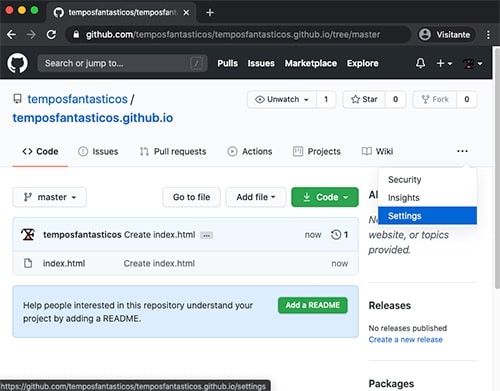 temposfantasticos/temposfantas
github.com/temposfantasticos/temposfantasticos.github.io/tree/master
Visitante
Search or jump to...
/
Pulls Issues Marketplace Explore
temposfantasticos /
temposfantasticos.github.io
Unwatch 1
Star 0
Fork 0
Code Issues Pull requests Actions Projects Wiki ...
Security
Insights
Settings
master
Go to file
Add file
Code
temposfantasticos Create index.html ... now 1
index.html Create index.html now
website, or topics
provided.
Help people interested in this repository understand your
project by adding a README.
Add a README
Releases
No releases published
Create a new release
Packages
https://github.com/temposfantasticos/temposfantasticos.github.io/settings